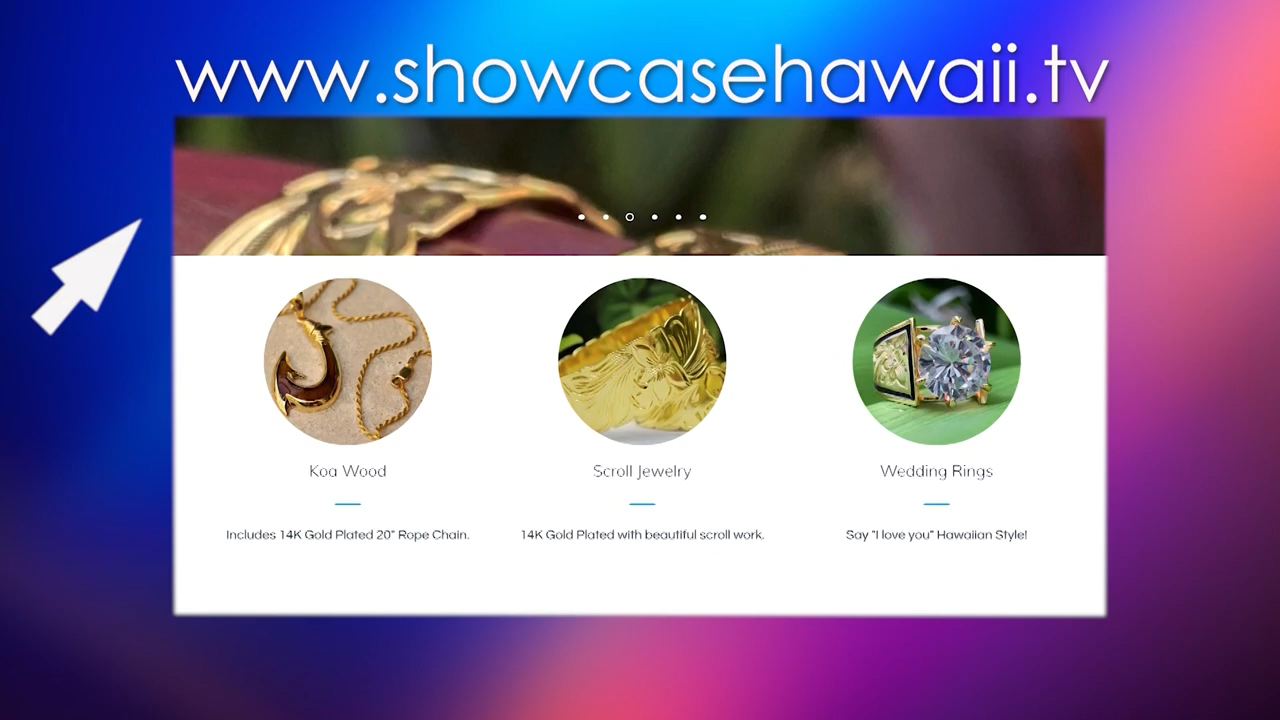 www.showcasehawaii.tv
Koa Wood
Scroll Jewelry
Wedding Rings
Includes 14K Gold Plated 20" Rope Chain.
14K Gold Plated with beautiful scroll work.
Say "I love you" Hawaiian Style!